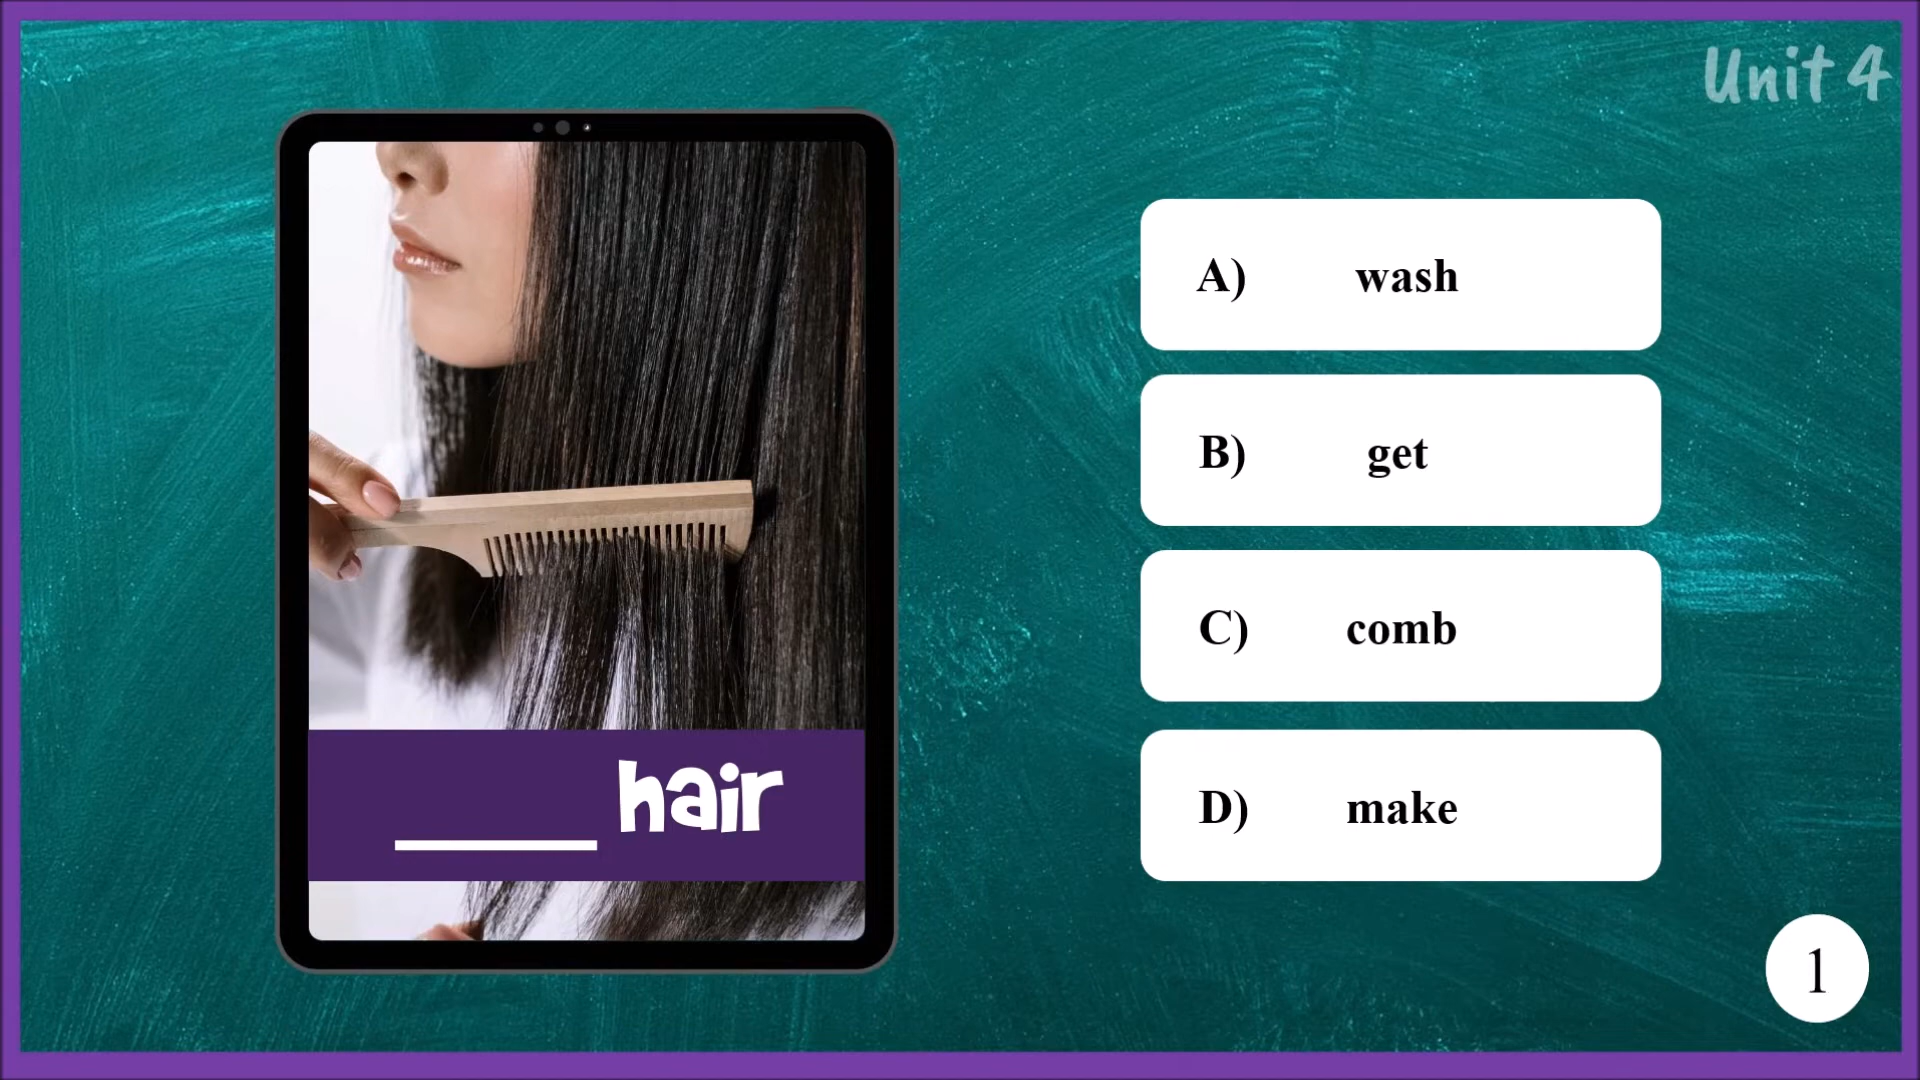 Unit 4
_____ hair
A) wash
B) get
C) comb
D) make
1